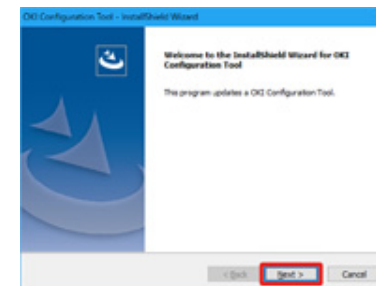 OKI Configuration Tool - InstallShield Wizard
Welcome to the InstallShield Wizard for OKI
Configuration Tool
This program updates a OKI Configuration Tool.
< Back
Next >
Cancel